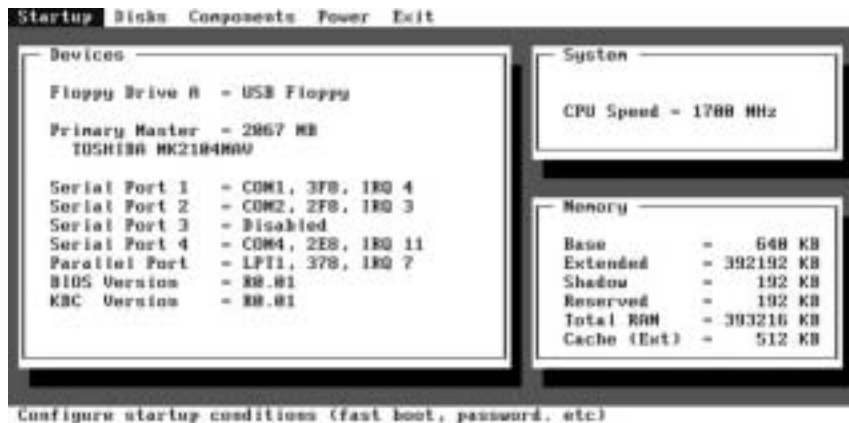 Startup Disks Components Power Exit
Devices
Floppy Drive A = USB Floppy
Primary Master = 2067 MB
TOSHIBA MK2104MAV
Serial Port 1 = COM1, 3F8, IRQ 4
Serial Port 2 = COM2, 2F8, IRQ 3
Serial Port 3 = Disabled
Serial Port 4 = COM4, 2E8, IRQ 11
Parallel Port = LPT1, 378, IRQ 7
BIOS Version = R0.01
KBC Version = R0.01
System
CPU Speed = 1700 MHz
Memory
Base = 640 KB
Extended = 392192 KB
Shadow = 192 KB
Reserved = 192 KB
Total RAM = 393216 KB
Cache (Ext) = 512 KB
Configure startup conditions (fast boot, password, etc)